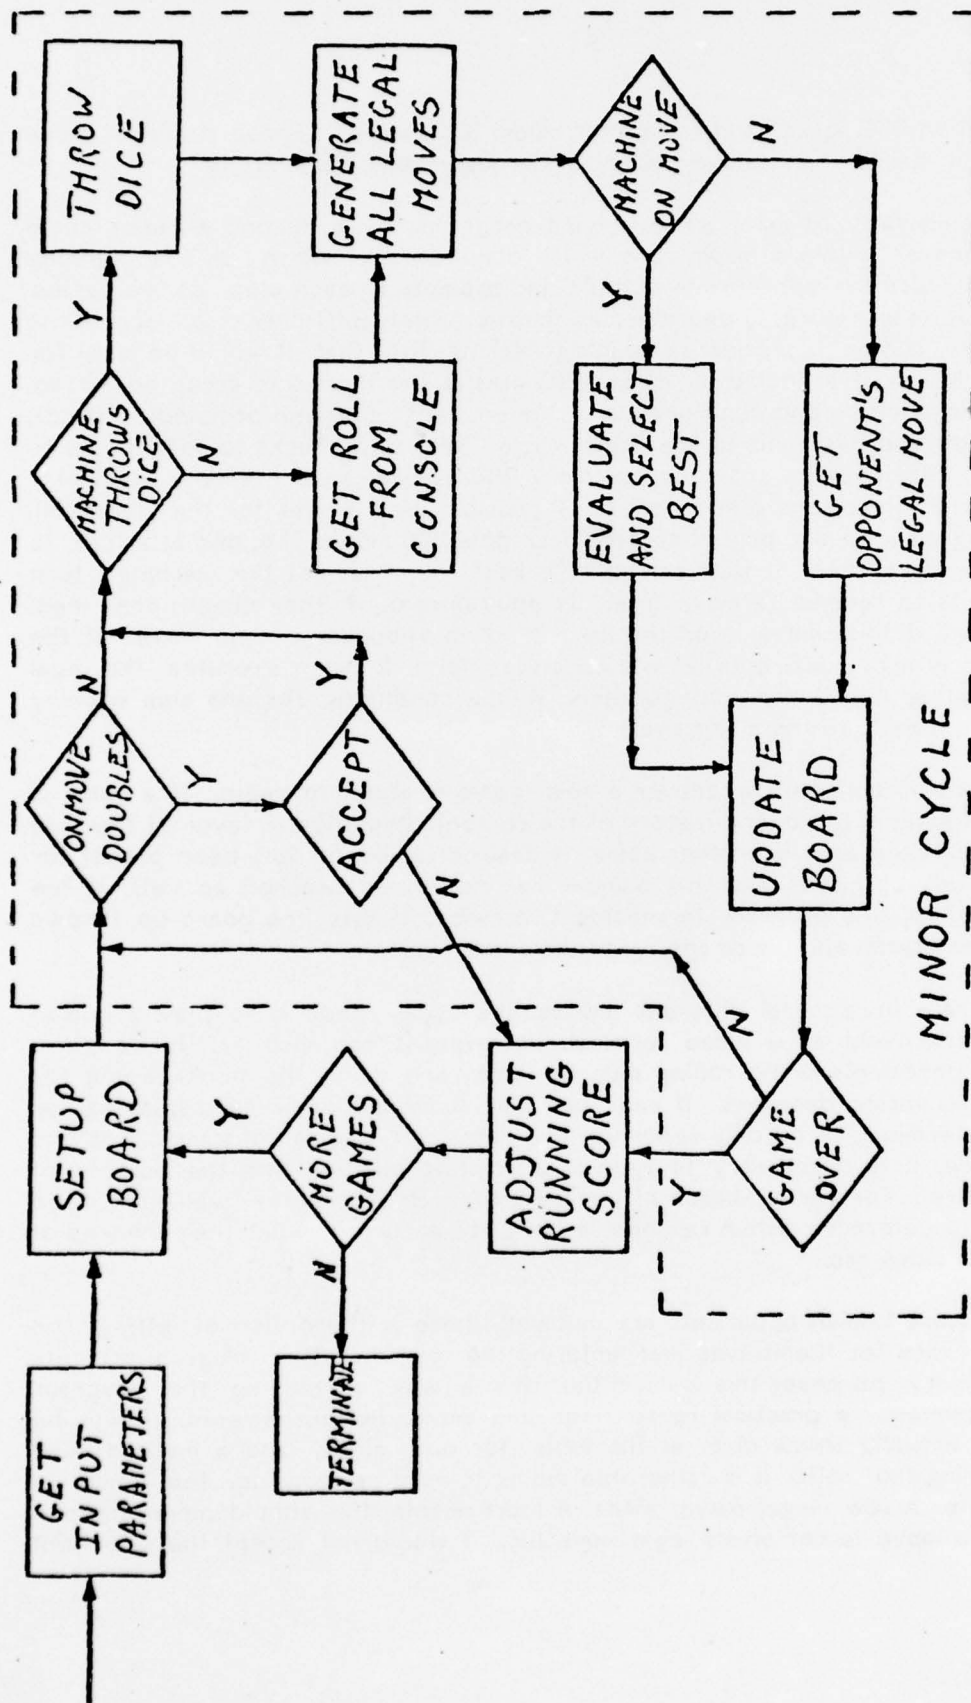 GET
INPUT
PARAMETERS
SETUP
BOARD
ONMOVE
DOUBLES
N
MACHINE
THROWS
DICE
Y
THROW
DICE
Y
N
ACCEPT
Y
N
GET ROLL
FROM
CONSOLE
GENERATE
ALL LEGAL
MOVES
TERMINATE
N
MORE
GAMES
Y
ADJUST
RUNNING
SCORE
Y
GAME
OVER
N
UPDATE
BOARD
EVALUATE
AND SELECT
BEST
Y
MACHINE
ON MOVE
N
GET
OPPONENT'S
LEGAL MOVE
MINOR CYCLE